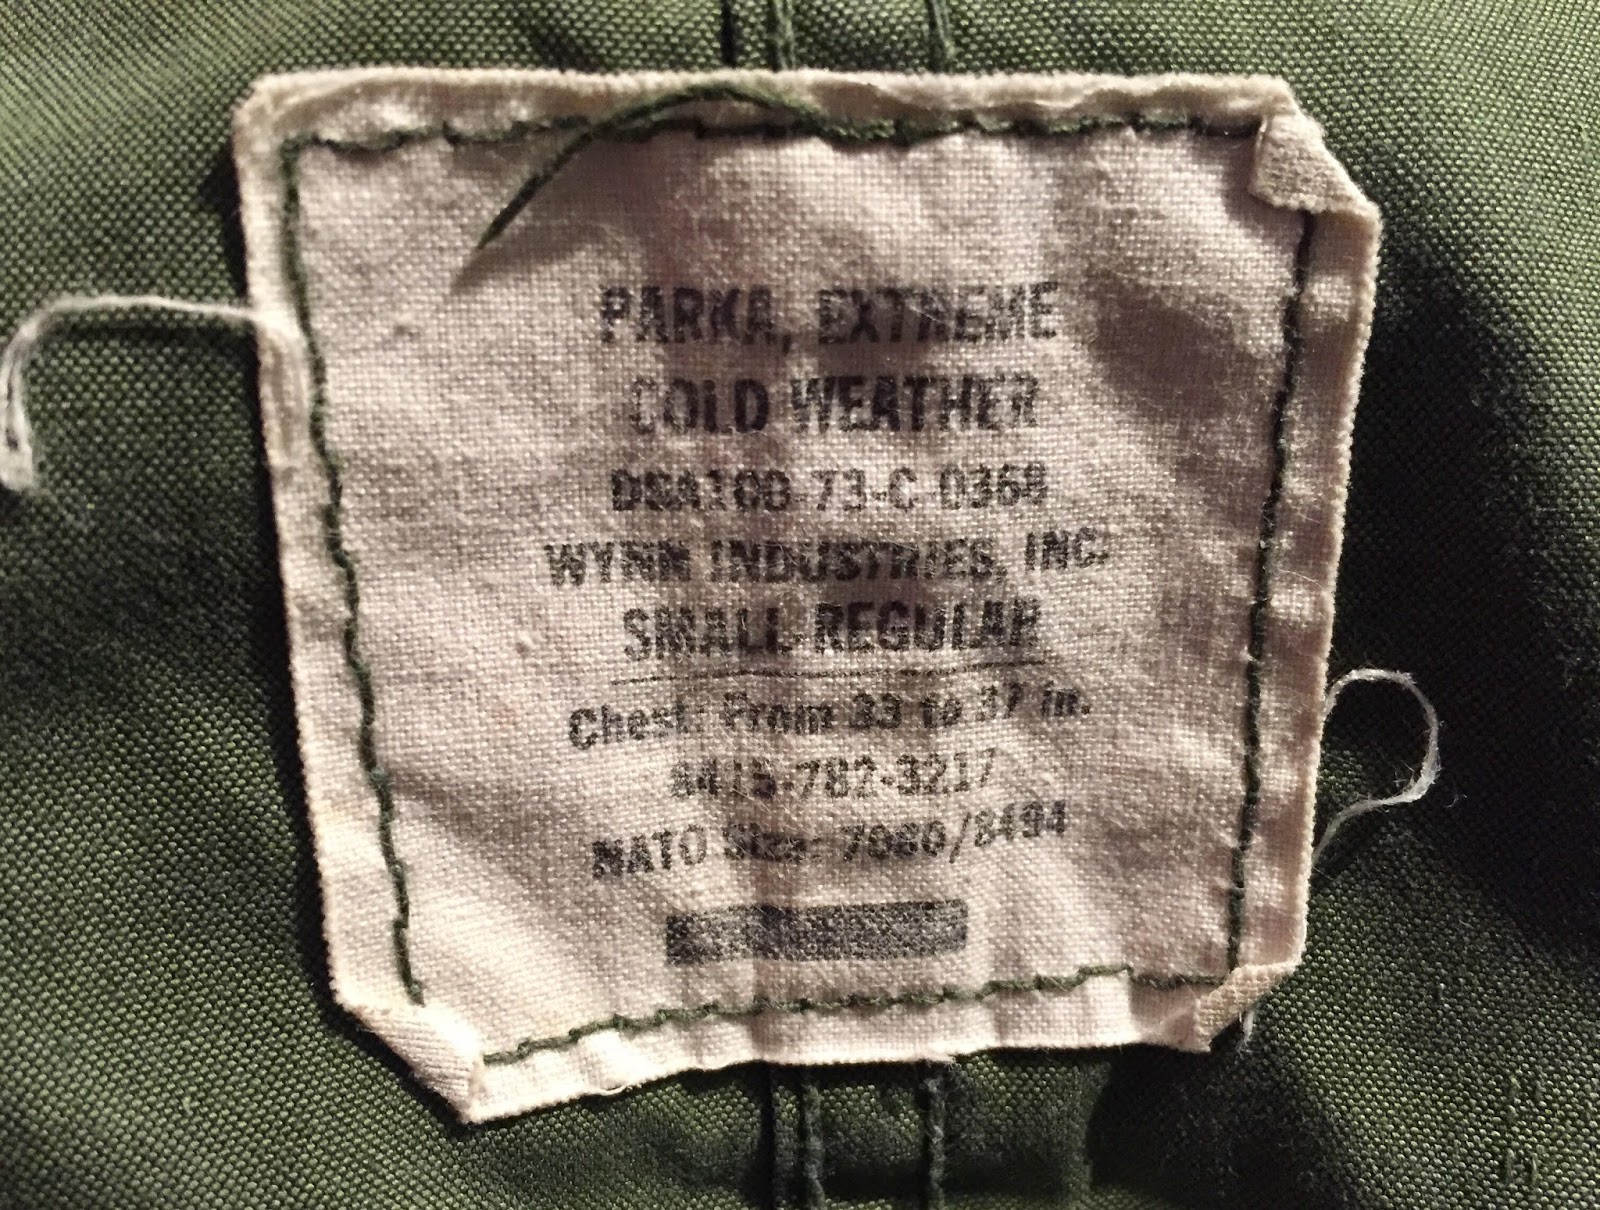 PARKA, EXTREME
COLD WEATHER
DSA100-73-C-0368
WYNN INDUSTRIES, INC.
SMALL-REGULAR
Chest: From 33 to 37 in.
8415-782-3217
NATO Size: 7080/8494